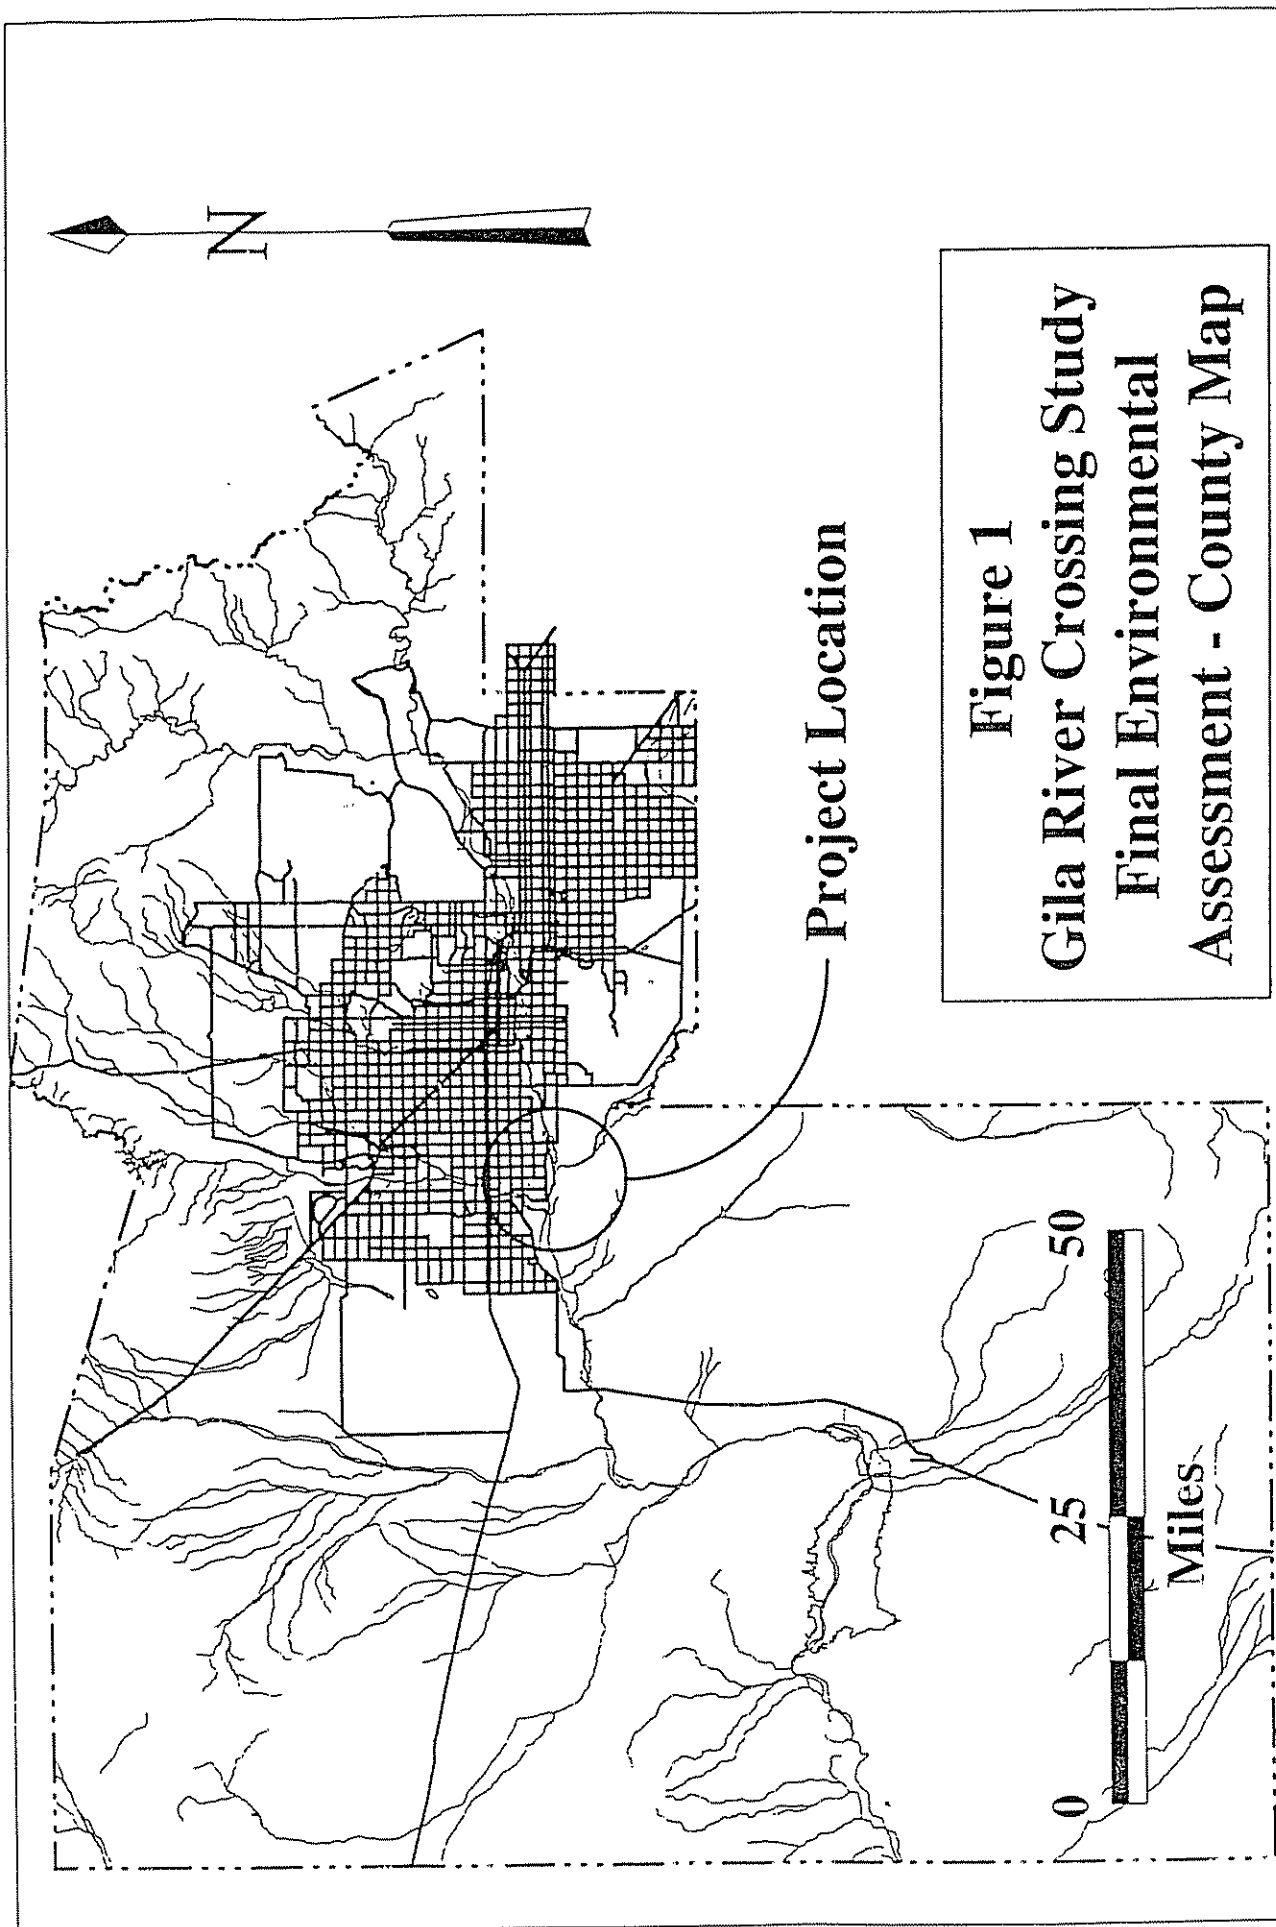 N
Project Location
0
25
50
Miles
Figure 1
Gila River Crossing Study
Final Environmental
Assessment - County Map